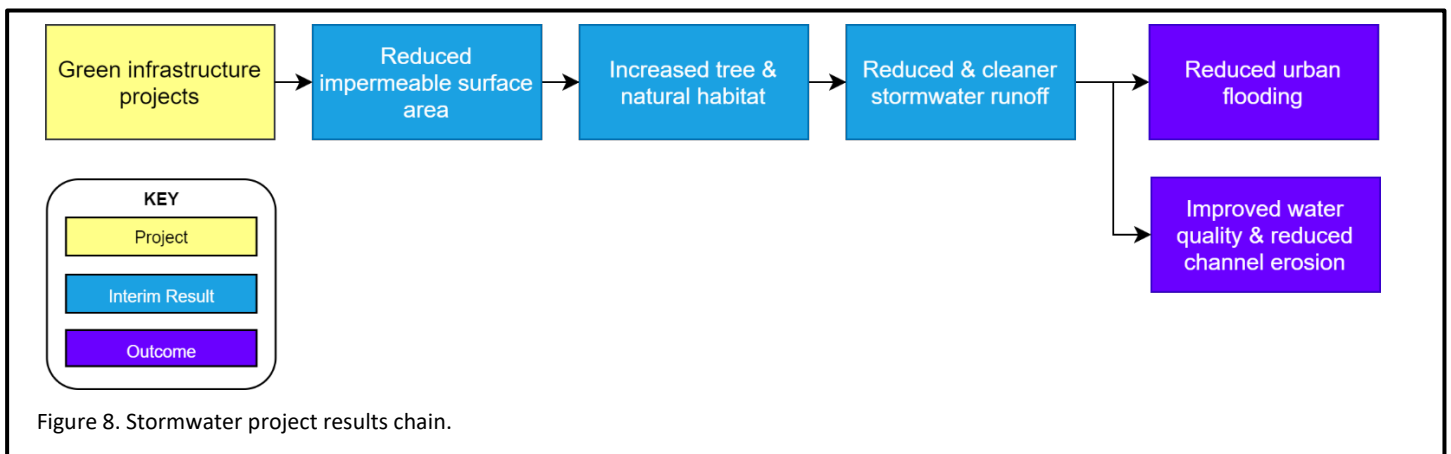 Green infrastructure
projects
Reduced
impermeable surface
area
Increased tree &
natural habitat
Reduced & cleaner
stormwater runoff
Reduced urban
flooding
Improved water
quality & reduced
channel erosion
KEY
Project
Interim Result
Outcome
Figure 8. Stormwater project results chain.